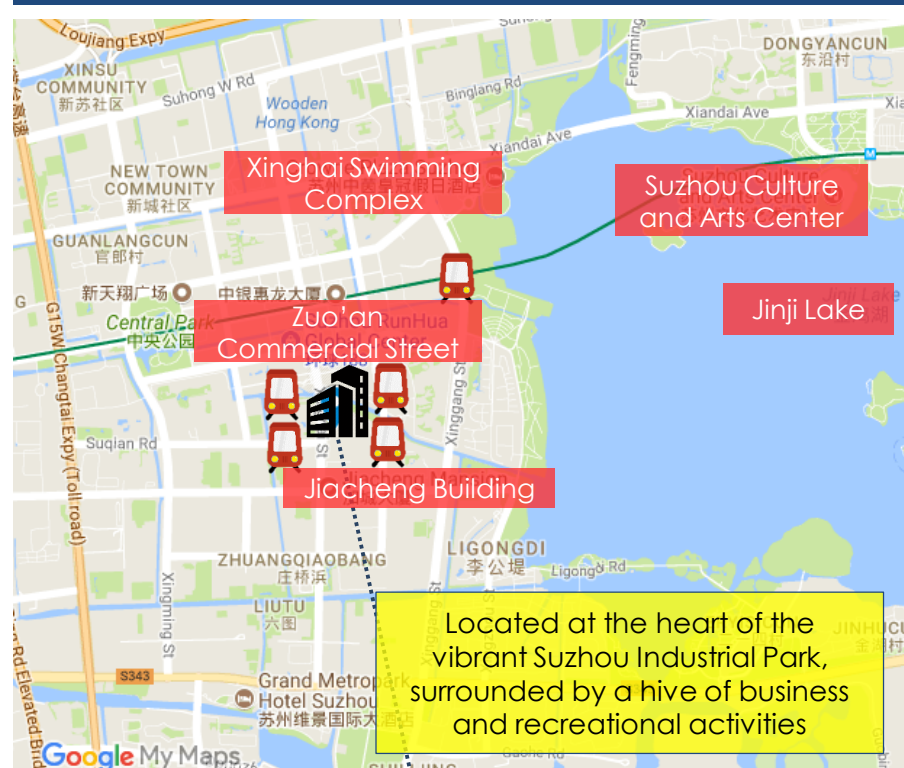 Loujiang Expy
DONGYANCUN
东沿村
XINSU
COMMUNITY
新苏社区
Suhong W Rd
Wooden
Hong Kong
Binglang Rd
Fengming
Xiandai Ave
Xiandai Ave
NEW TOWN
COMMUNITY
新城社区
Xinghai Swimming
Complex
Suzhou Culture
and Arts Center
GUANLANGCUN
官郎村
新天翔广场
中银惠龙大厦
G
Central Park
中央公园
Zuo'an
Commercial Street
Jinji Lake
G15W Changtai Expy (Toll road)
Suqian Rd
Xinggang St
Jiacheng Building
ZHUANGQIAOBANG
庄桥浜
LIGONGDI
李公堤
Ligongdi Rd
Xingming St
LIUTU
六图
Xinggang St
S343
Grand Metropark
Hotel Suzhou
苏州维景国际大酒店
Located at the heart of the
vibrant Suzhou Industrial Park,
surrounded by a hive of business
and recreational activities
Google My Maps